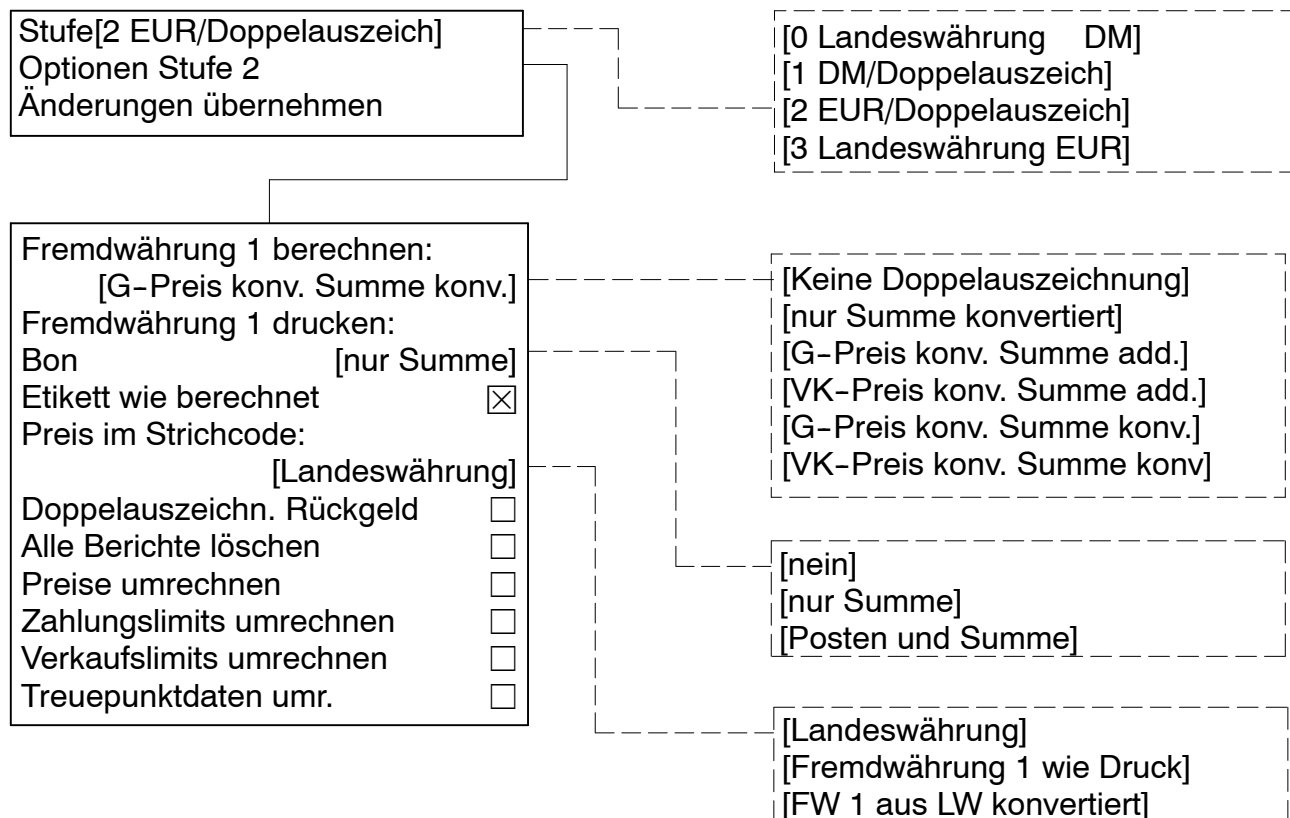 Stufe[2 EUR/Doppelauszeich]
Optionen Stufe 2
Änderungen übernehmen
[0 Landeswährung DM]
[1 DM/Doppelauszeich]
[2 EUR/Doppelauszeich]
[3 Landeswährung EUR]
Fremdwährung 1 berechnen:
[G-Preis konv. Summe konv.]
Fremdwährung 1 drucken:
Bon [nur Summe]
Etikett wie berechnet
Preis im Strichcode:
[Landeswährung]
Doppelauszeichn. Rückgeld
Alle Berichte löschen
Preise umrechnen
Zahlungslimits umrechnen
Verkaufslimits umrechnen
Treuepunktdaten umr.
[Keine Doppelauszeichnung]
[nur Summe konvertiert]
[G-Preis konv. Summe add.]
[VK-Preis konv. Summe add.]
[G-Preis konv. Summe konv.]
[VK-Preis konv. Summe konv]
[nein]
[nur Summe]
[Posten und Summe]
[Landeswährung]
[Fremdwährung 1 wie Druck]
[FW 1 aus LW konvertiert]